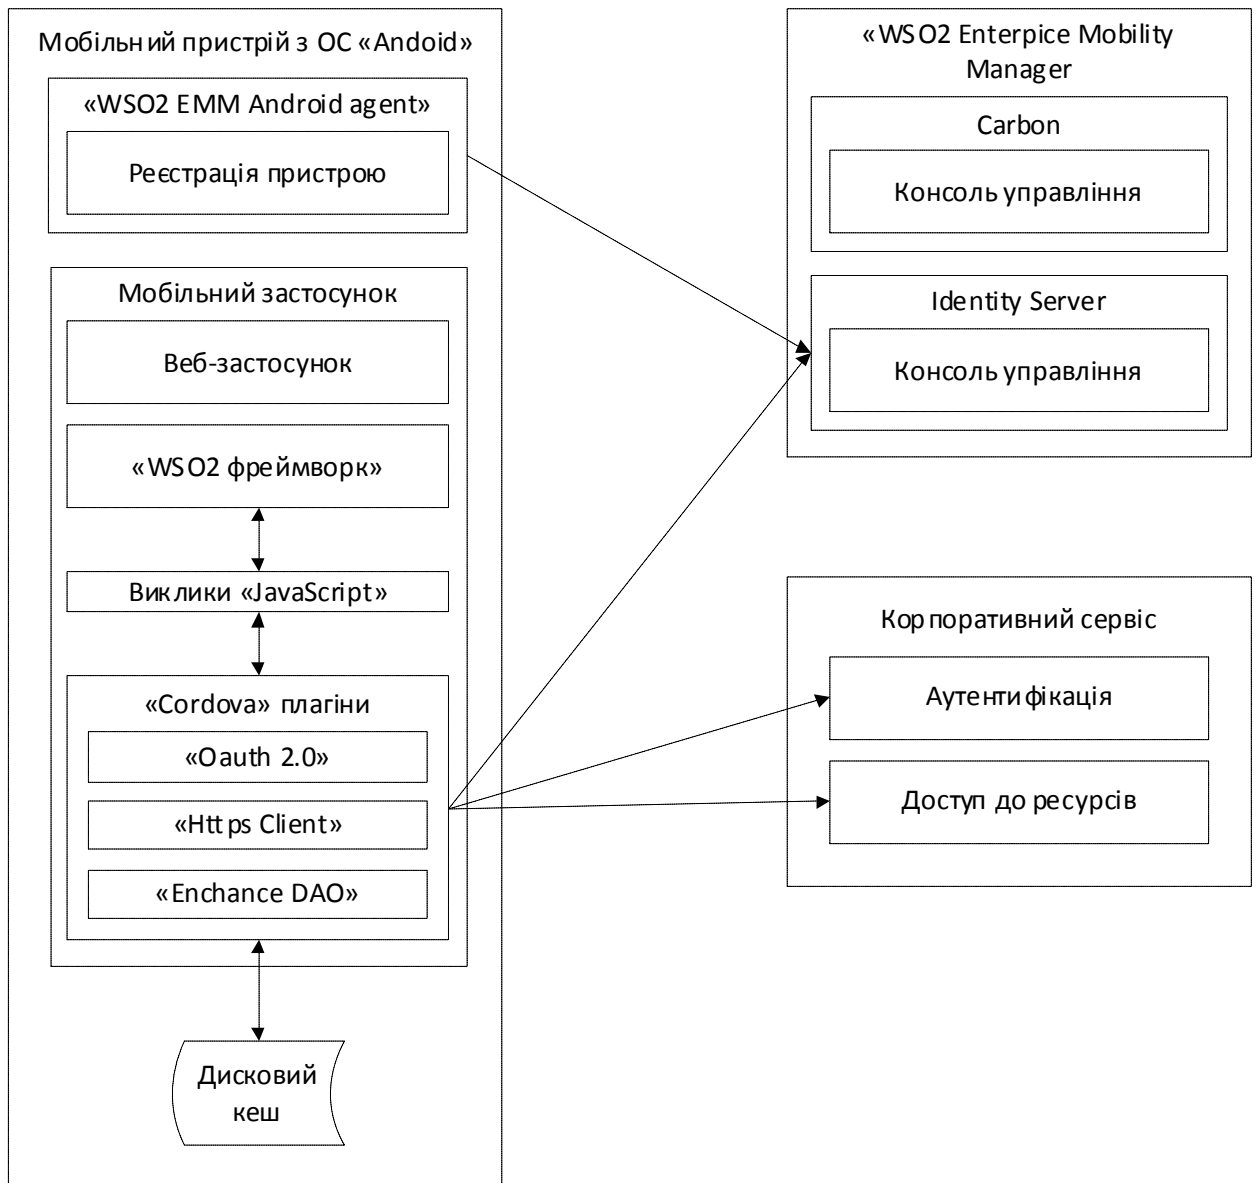 Мобільний пристрій з ОС «Andoid»
«WSO2 EMM Android agent»
Реєстрація пристрою
Мобільний застосунок
Веб-застосунок
«WSO2 фреймворк»
Виклики «JavaScript»
«Cordova» плагіни
«Oauth 2.0»
«Https Client»
«Enchance DAO»
Дисковий
кеш
«WSO2 Enterpice Mobility
Manager
Carbon
Консоль управління
Identity Server
Консоль управління
Корпоративний сервіс
Аутентифікація
Доступ до ресурсів